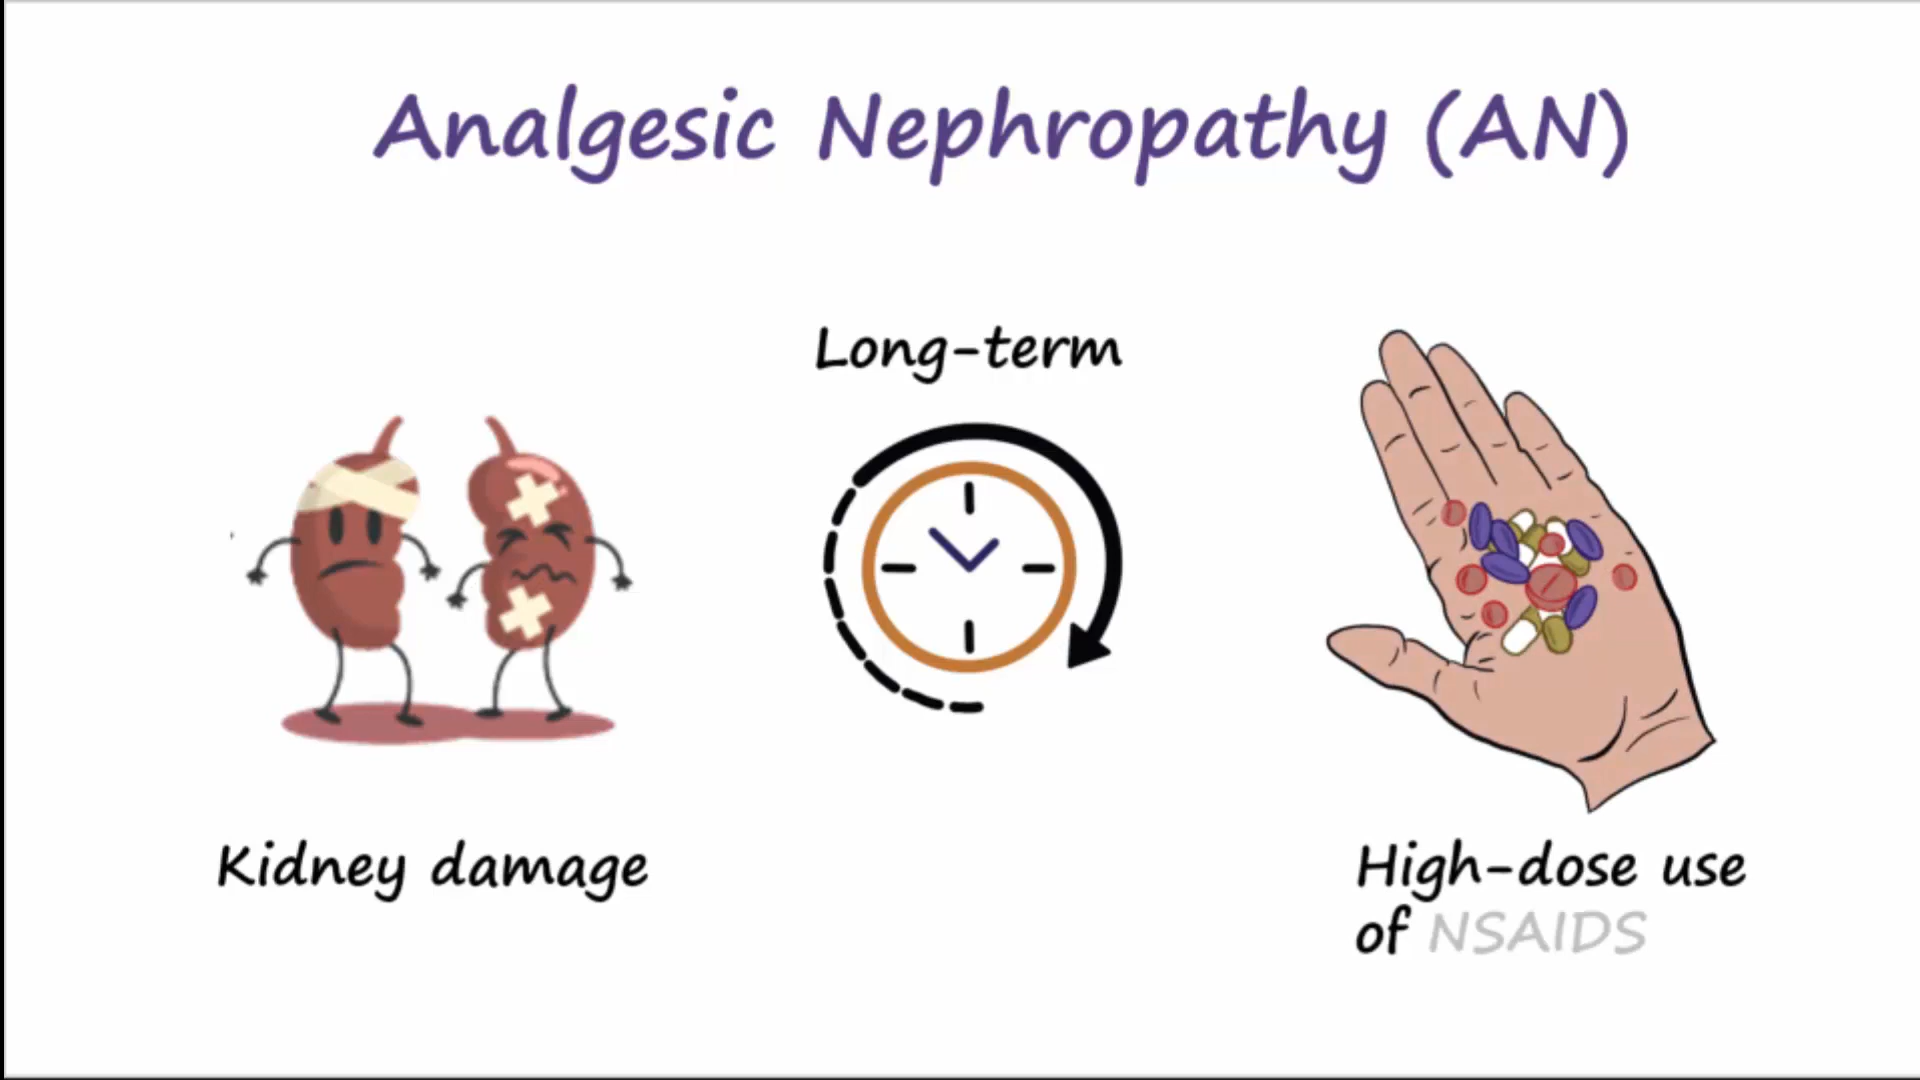 Analgesic Nephropathy (AN)
Long-term
Kidney damage
High-dose use
of NSAIDS